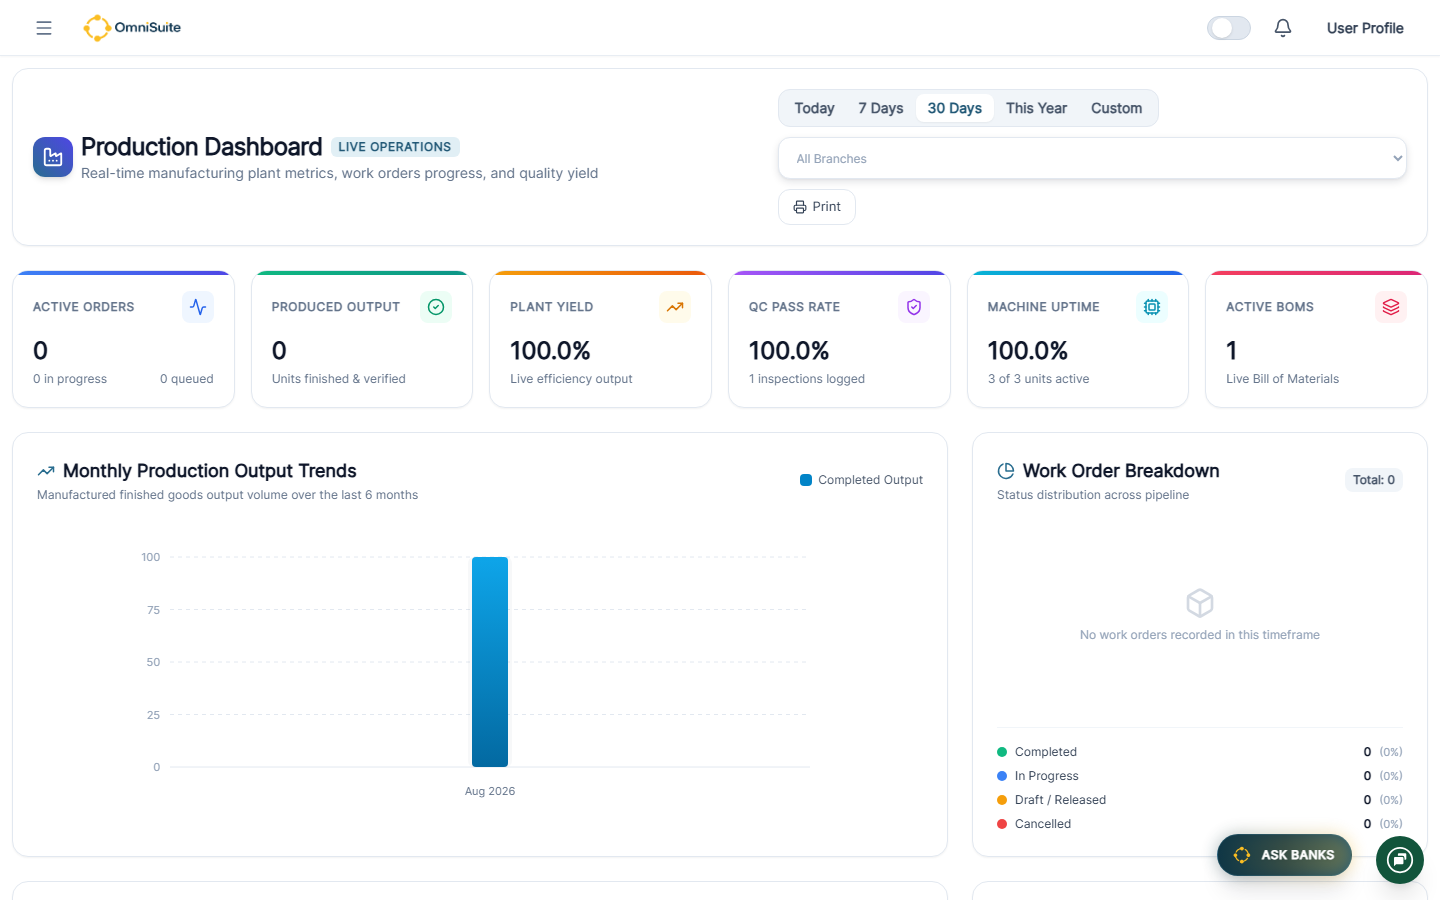 OmniSuite
User Profile
Production Dashboard
LIVE OPERATIONS
Real-time manufacturing plant metrics, work orders progress, and quality yield
Today
7 Days
30 Days
This Year
Custom
All Branches
Print
ACTIVE ORDERS
0
0 in progress
0 queued
PRODUCED OUTPUT
0
Units finished & verified
PLANT YIELD
100.0%
Live efficiency output
QC PASS RATE
100.0%
1 inspections logged
MACHINE UPTIME
100.0%
3 of 3 units active
ACTIVE BOMS
1
Live Bill of Materials
Monthly Production Output Trends
Manufactured finished goods output volume over the last 6 months
Completed Output
100
75
50
25
0
Aug 2026
Work Order Breakdown
Status distribution across pipeline
Total: 0
No work orders recorded in this timeframe
Completed 0 (0%)
In Progress 0 (0%)
Draft / Released 0 (0%)
Cancelled 0 (0%)
ASK BANKS